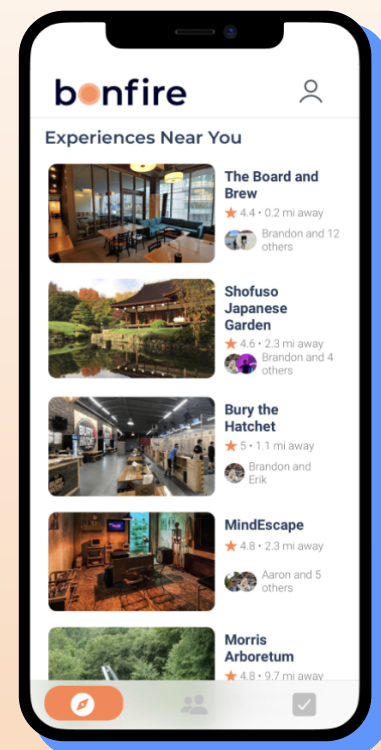 bonfire
Experiences Near You
The Board and
Brew
★ 4.4 • 0.2 mi away
Brandon and 12
others
Shofuso
Japanese
Garden
★ 4.6 • 2.3 mi away
Brandon and 4
others
Bury the
Hatchet
★ 5 • 1.1 mi away
Brandon and
Erik
MindEscape
★ 4.8 • 2.3 mi away
Aaron and 5
others
Morris
Arboretum
★ 4.8 • 9.7 mi away